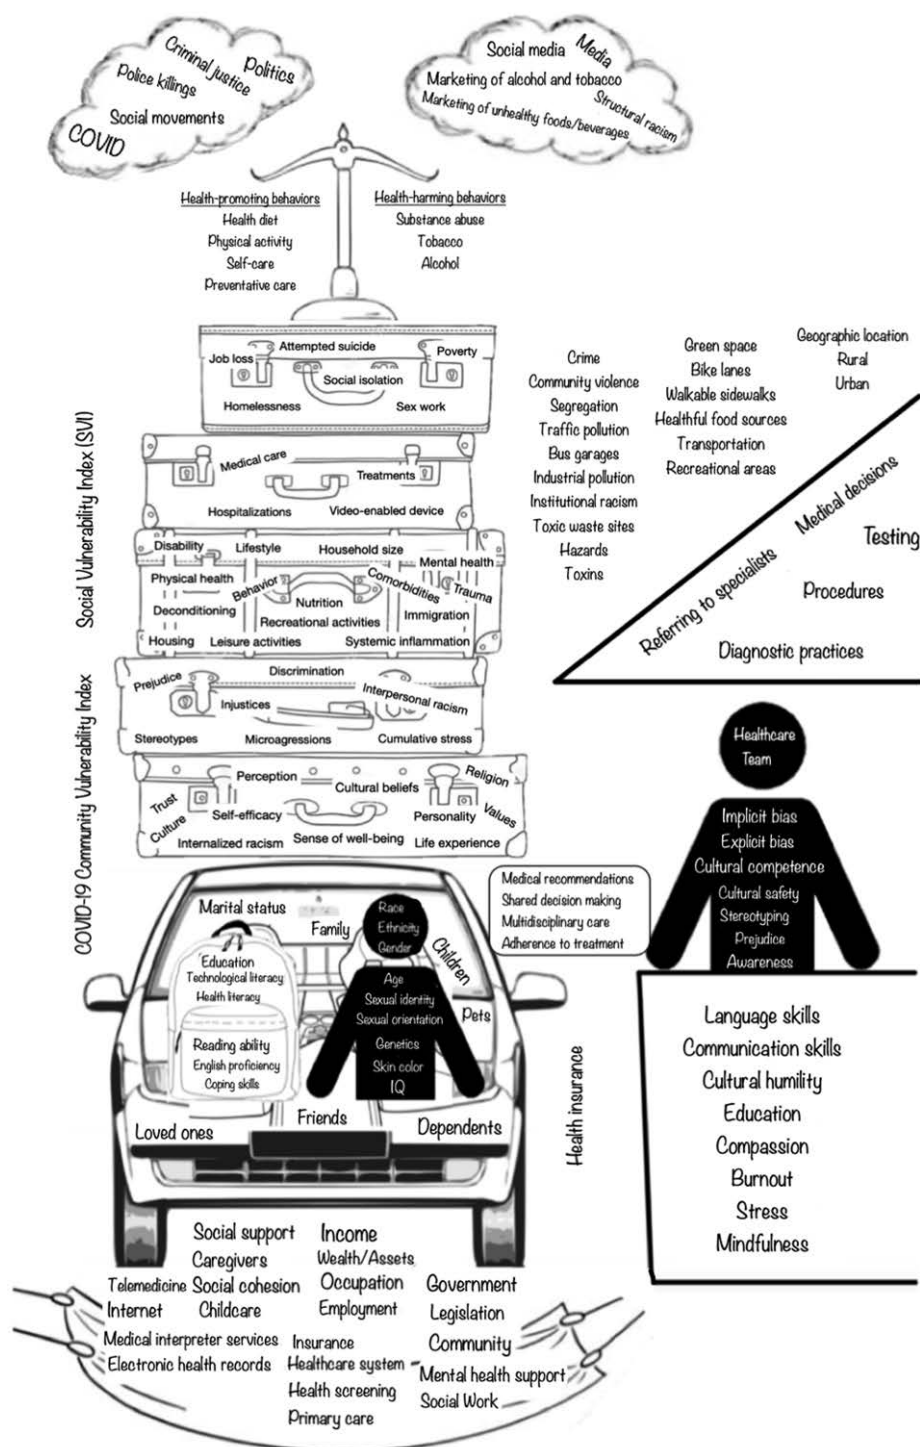 Criminal justice
Politics
Police killings
Social movements
COVID
Social media
Media
Marketing of alcohol and tobacco
Structural racism
Marketing of unhealthy foods/beverages
Health-promoting behaviors
Health diet
Physical activity
Self-care
Preventative care
Health-harming behaviors
Substance abuse
Tobacco
Alcohol
Attempted suicide
Job loss
Poverty
Social isolation
Homelessness
Sex work
Medical care
Treatments
Hospitalizations
Video-enabled device
Disability
Lifestyle
Household size
Mental health
Physical health
Behavior
Comorbidities
Trauma
Nutrition
Deconditioning
Recreational activities
Immigration
Housing
Leisure activities
Systemic inflammation
Prejudice
Discrimination
Injustices
Interpersonal racism
Stereotypes
Microagressions
Cumulative stress
Perception
Religion
Cultural beliefs
Trust
Culture
Self-efficacy
Personality
Values
Internalized racism
Sense of well-being
Life experience
Social Vulnerability Index (SVI)
COVID-19 Community Vulnerability Index
Crime
Community violence
Segregation
Traffic pollution
Bus garages
Industrial pollution
Institutional racism
Toxic waste sites
Hazards
Toxins
Green space
Bike lanes
Walkable sidewalks
Healthful food sources
Transportation
Recreational areas
Geographic location
Rural
Urban
Referring to specialists
Medical decisions
Testing
Procedures
Diagnostic practices
Healthcare
Team
Implicit bias
Explicit bias
Cultural competence
Cultural safety
Stereotyping
Prejudice
Awareness
Medical recommendations
Shared decision making
Multidisciplinary care
Adherence to treatment
Language skills
Communication skills
Cultural humility
Education
Compassion
Burnout
Stress
Mindfulness
Health insurance
Marital status
Family
Children
Pets
Race
Ethnicity
Gender
Age
Sexual identity
Sexual orientation
Genetics
Skin color
IQ
Education
Technological literacy
Health literacy
Reading ability
English proficiency
Coping skills
Friends
Loved ones
Dependents
Social support
Caregivers
Social cohesion
Childcare
Telemedicine
Internet
Medical interpreter services
Electronic health records
Income
Wealth/Assets
Occupation
Employment
Insurance
Healthcare system
Health screening
Primary care
Government
Legislation
Community
Mental health support
Social Work